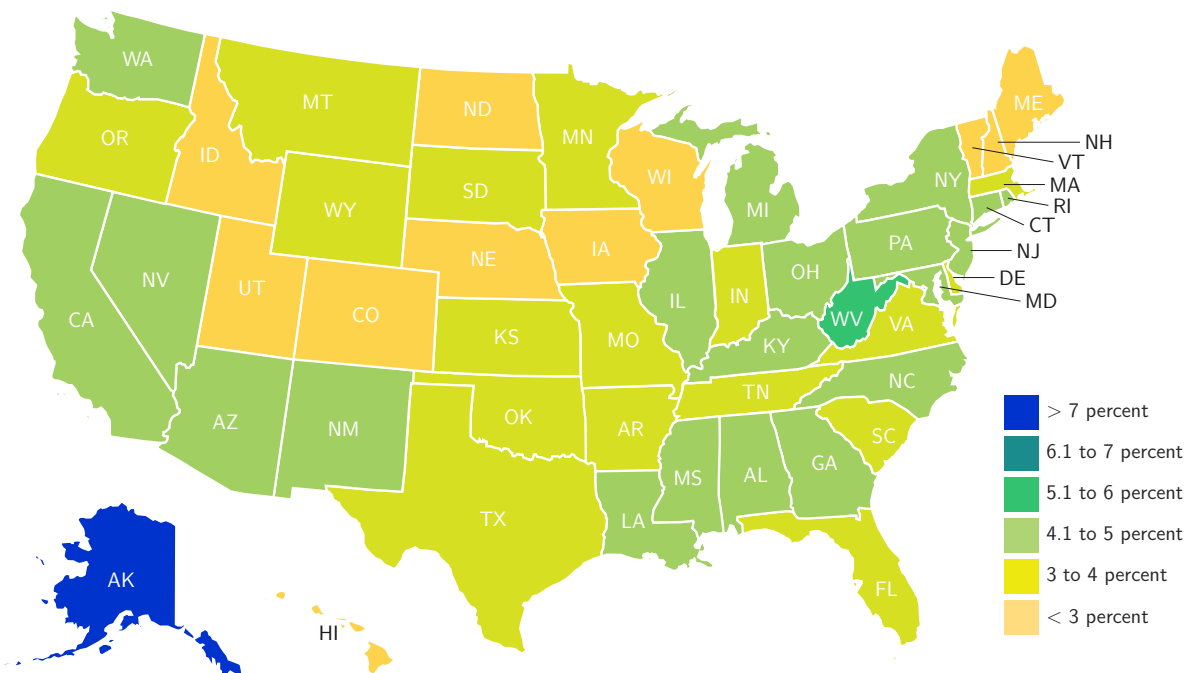 WA
MT
ND
MN
ME
OR
ID
NH
VT
WI
NY
MA
SD
WY
MI
RI
CT
NJ
PA
IA
NE
OH
DE
NV
UT
IN
IL
MD
CO
CA
WV
VA
KS
MO
KY
NC
TN
OK
AZ
NM
AR
SC
> 7 percent
6.1 to 7 percent
GA
AL
MS
5.1 to 6 percent
TX
LA
4.1 to 5 percent
3 to 4 percent
AK
FL
< 3 percent
HI